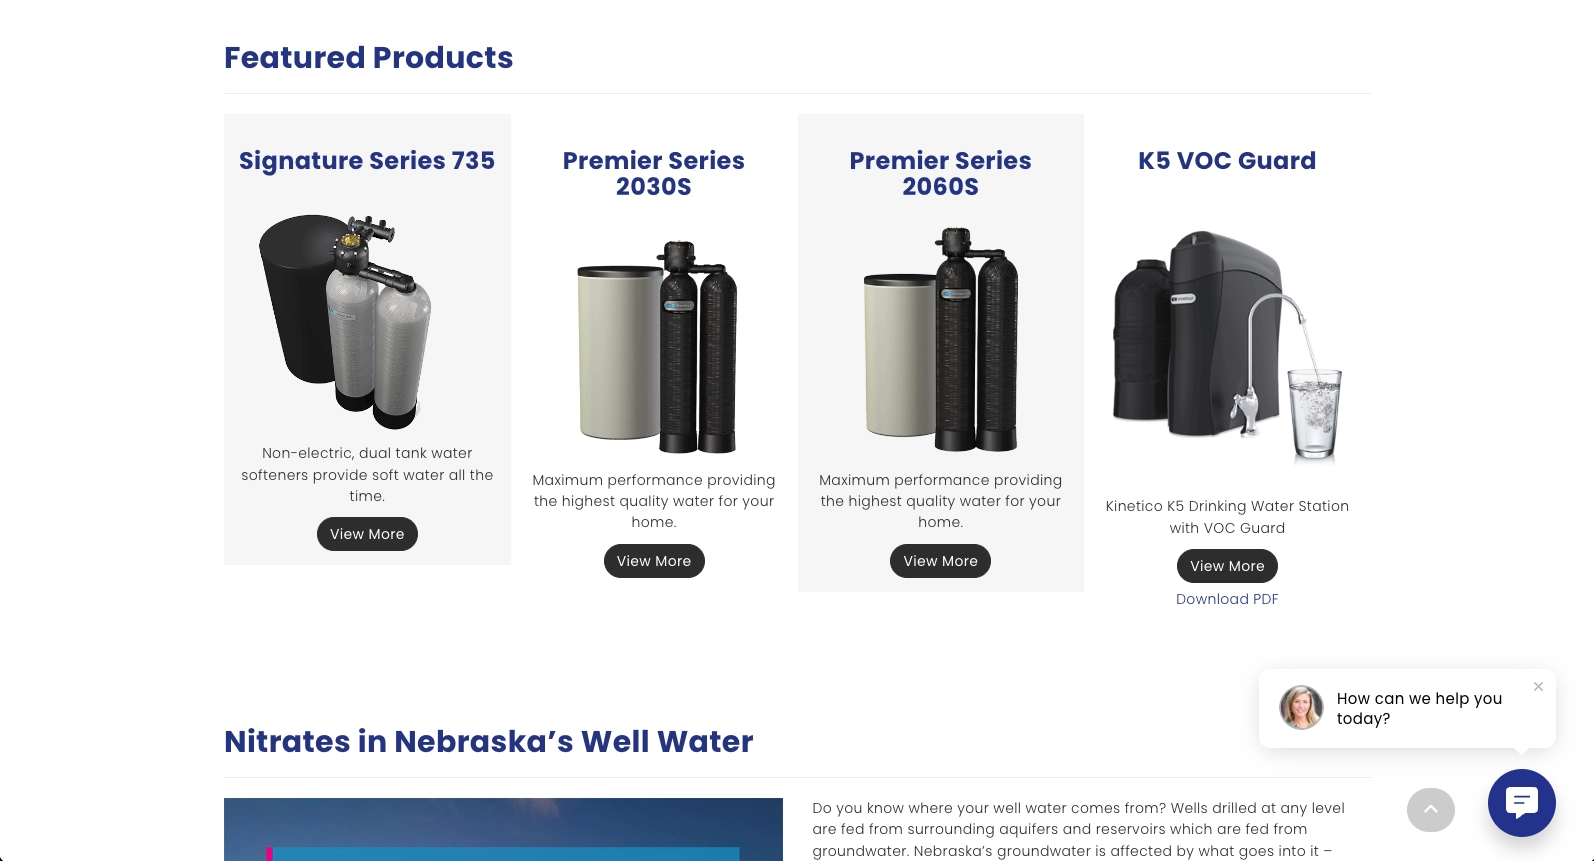 Featured Products
Signature Series 735
Non-electric, dual tank water
softeners provide soft water all the
time.
View More
Premier Series
2030S
Maximum performance providing
the highest quality water for your
home.
View More
Premier Series
2060S
Maximum performance providing
the highest quality water for your
home.
View More
K5 VOC Guard
Kinetico K5 Drinking Water Station
with VOC Guard
View More
Download PDF
How can we help you
today?
Nitrates in Nebraska’s Well Water
Do you know where your well water comes from? Wells drilled at any level
are fed from surrounding aquifers and reservoirs which are fed from
groundwater. Nebraska’s groundwater is affected by what goes into it –